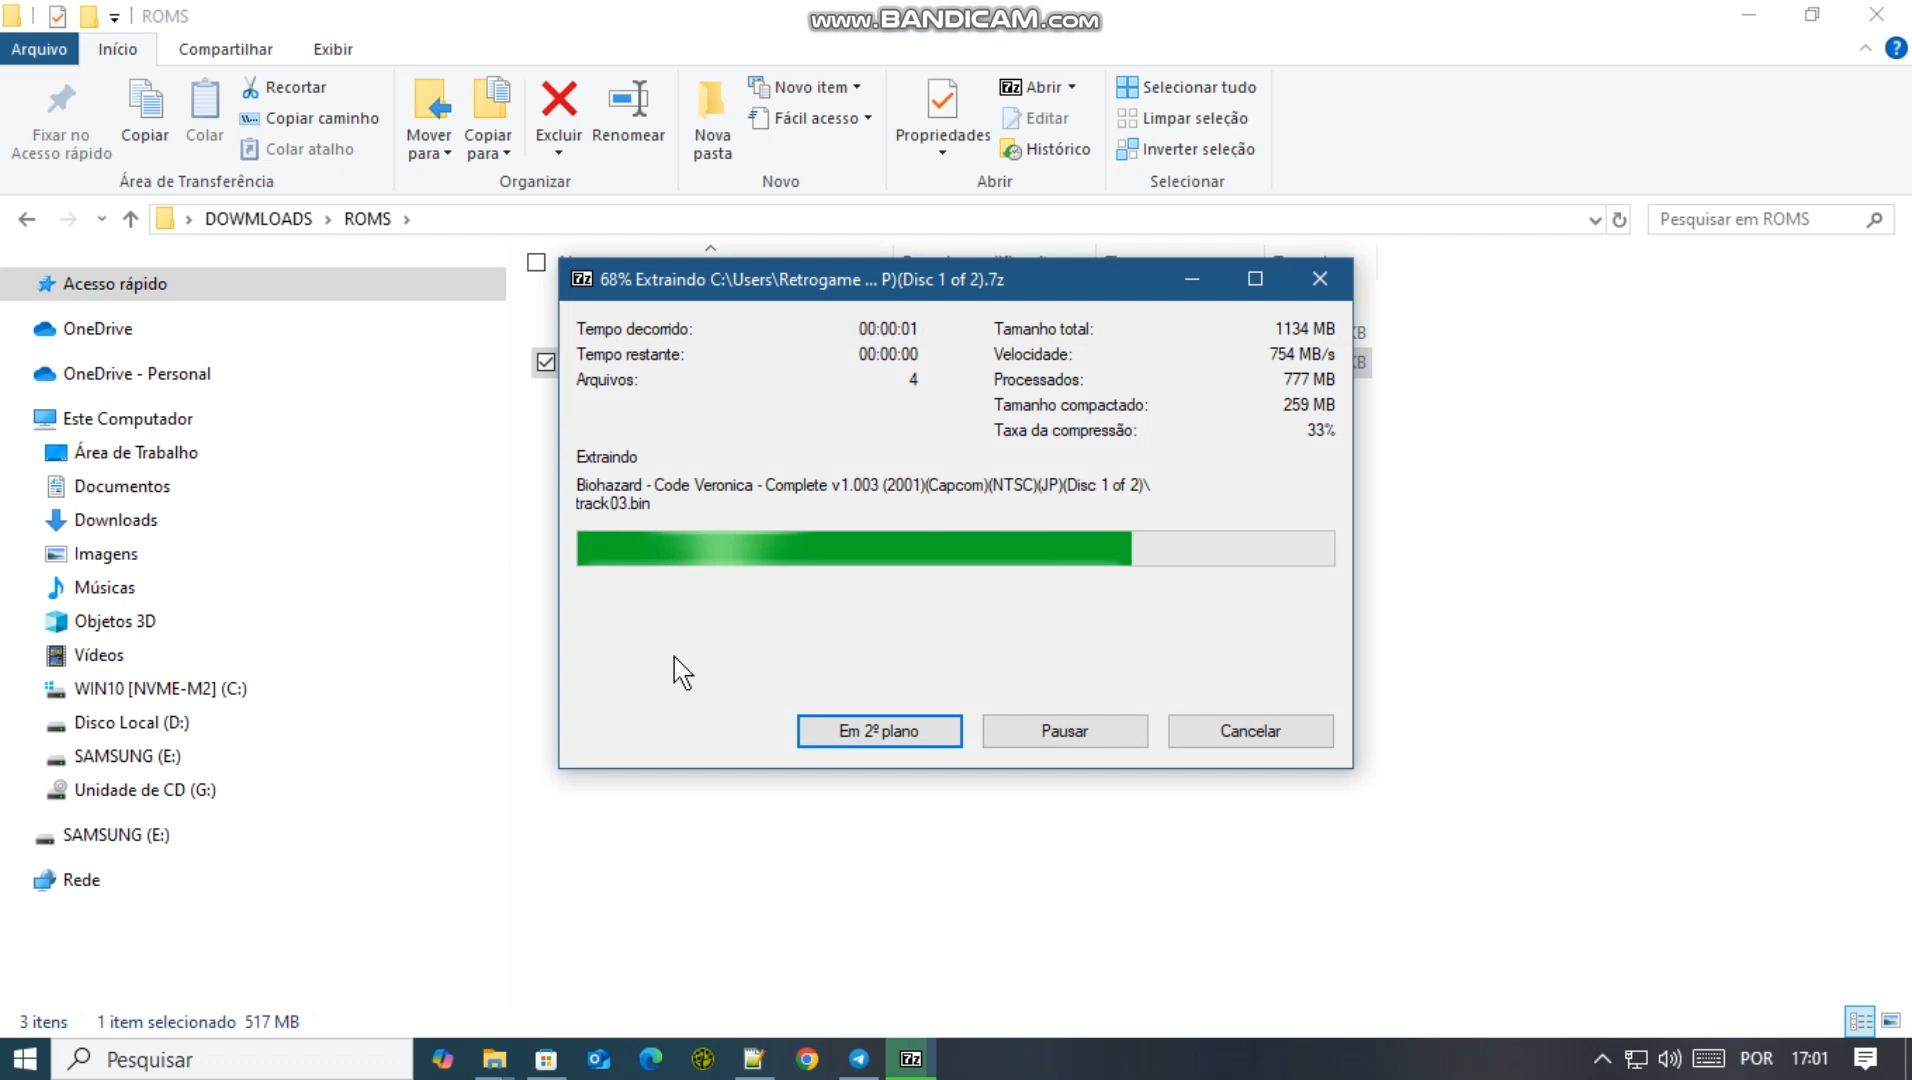 ROMS
www.BANDICAM.com
Arquivo
Início
Compartilhar
Exibir
?
Fixar no
Acesso rápido
Copiar
Colar
Recortar
Copiar caminho
Colar atalho
Área de Transferência
Mover
para
Copiar
para
Excluir
Renomear
Organizar
Nova
pasta
Novo item
Fácil acesso
Novo
Propriedades
7z Abrir
Editar
Histórico
Abrir
Selecionar tudo
Limpar seleção
Inverter seleção
Selecionar
DOWMLOADS
ROMS
Pesquisar em ROMS
Acesso rápido
OneDrive
OneDrive - Personal
Este Computador
Área de Trabalho
Documentos
Downloads
Imagens
Músicas
Objetos 3D
Vídeos
WIN10 [NVME-M2] (C:)
Disco Local (D:)
SAMSUNG (E:)
Unidade de CD (G:)
SAMSUNG (E:)
Rede
7z 68% Extraindo C:\Users\Retrogame ... P)(Disc 1 of 2).7z
Tempo decorrido: 00:00:01
Tempo restante: 00:00:00
Arquivos: 4
Tamanho total: 1134 MB
Velocidade: 754 MB/s
Processados: 777 MB
Tamanho compactado: 259 MB
Taxa da compressão: 33%
Extraindo
Biohazard - Code Veronica - Complete v1.003 (2001)(Capcom)(NTSC)(JP)(Disc 1 of 2)\
track03.bin
Em 2º plano
Pausar
Cancelar
KB
KB
3 itens
1 item selecionado 517 MB
Pesquisar
7z
POR
17:01